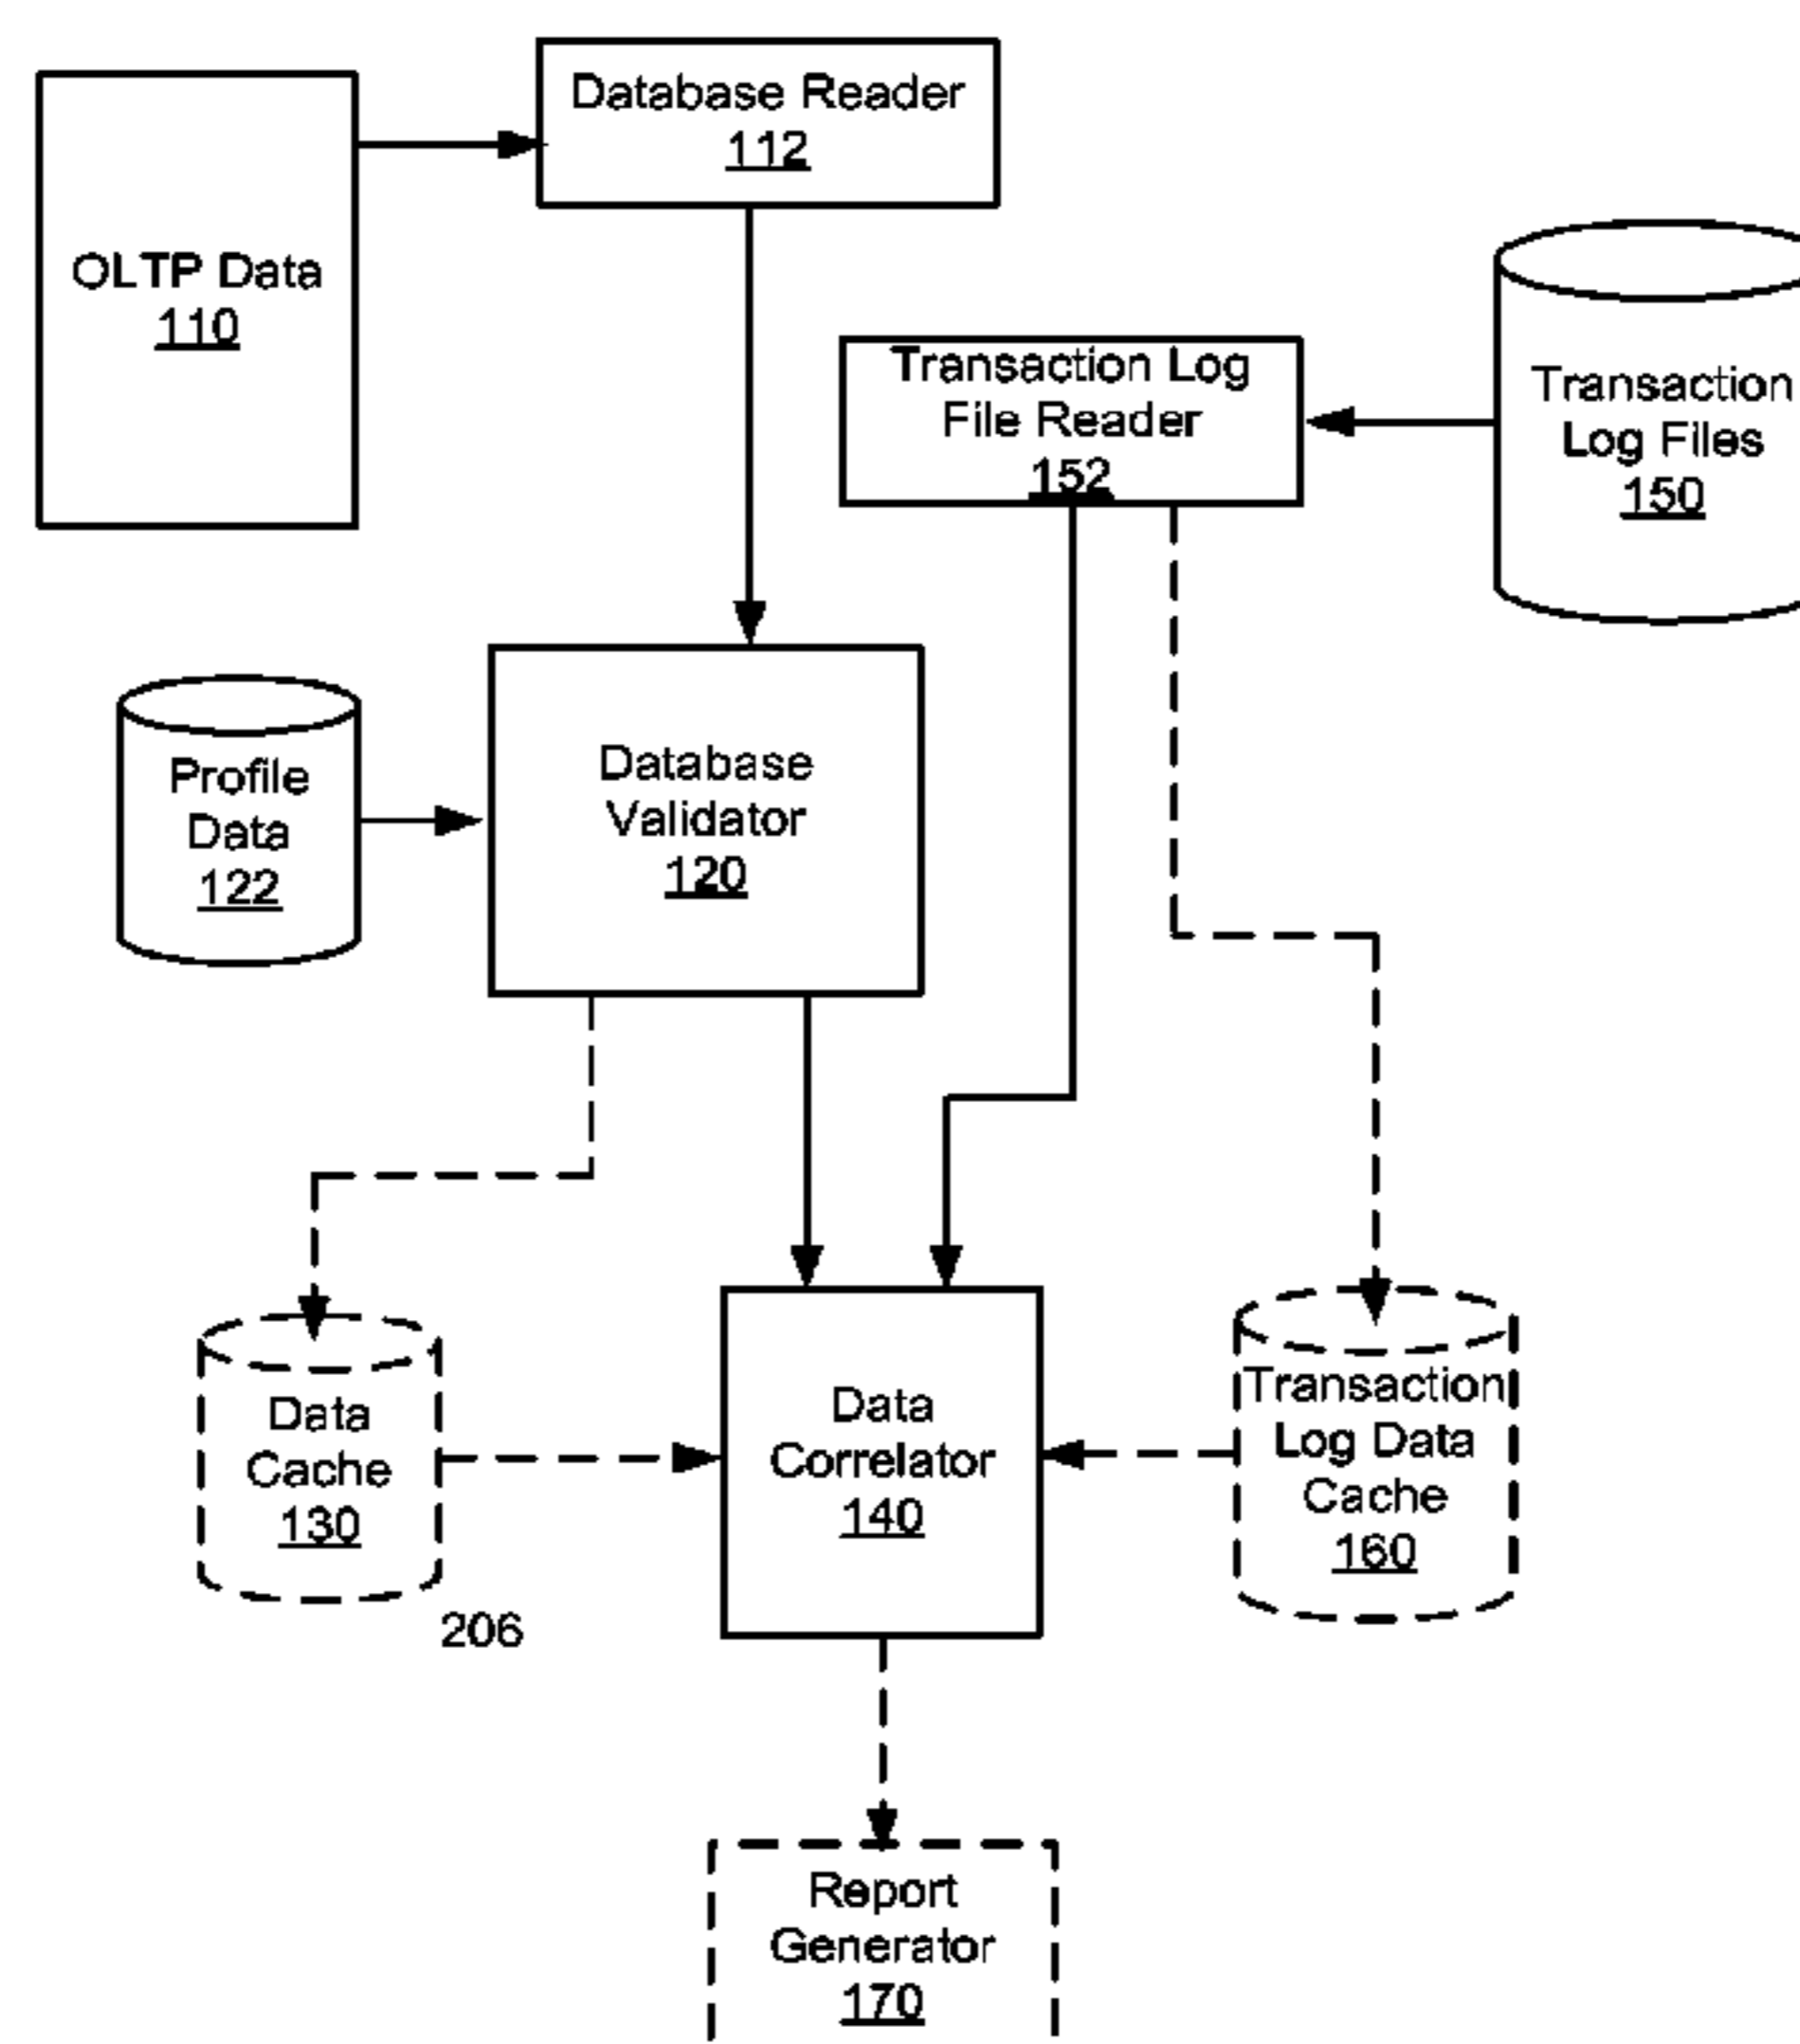 Database Reader
112
OLTP Data
110
Transaction Log
File Reader
152
Transaction
Log Files
150
Profile
Data
122
Database
Validator
120
Data
Cache
130
206
Data
Correlator
140
Transaction
Log Data
Cache
160
Report
Generator
170